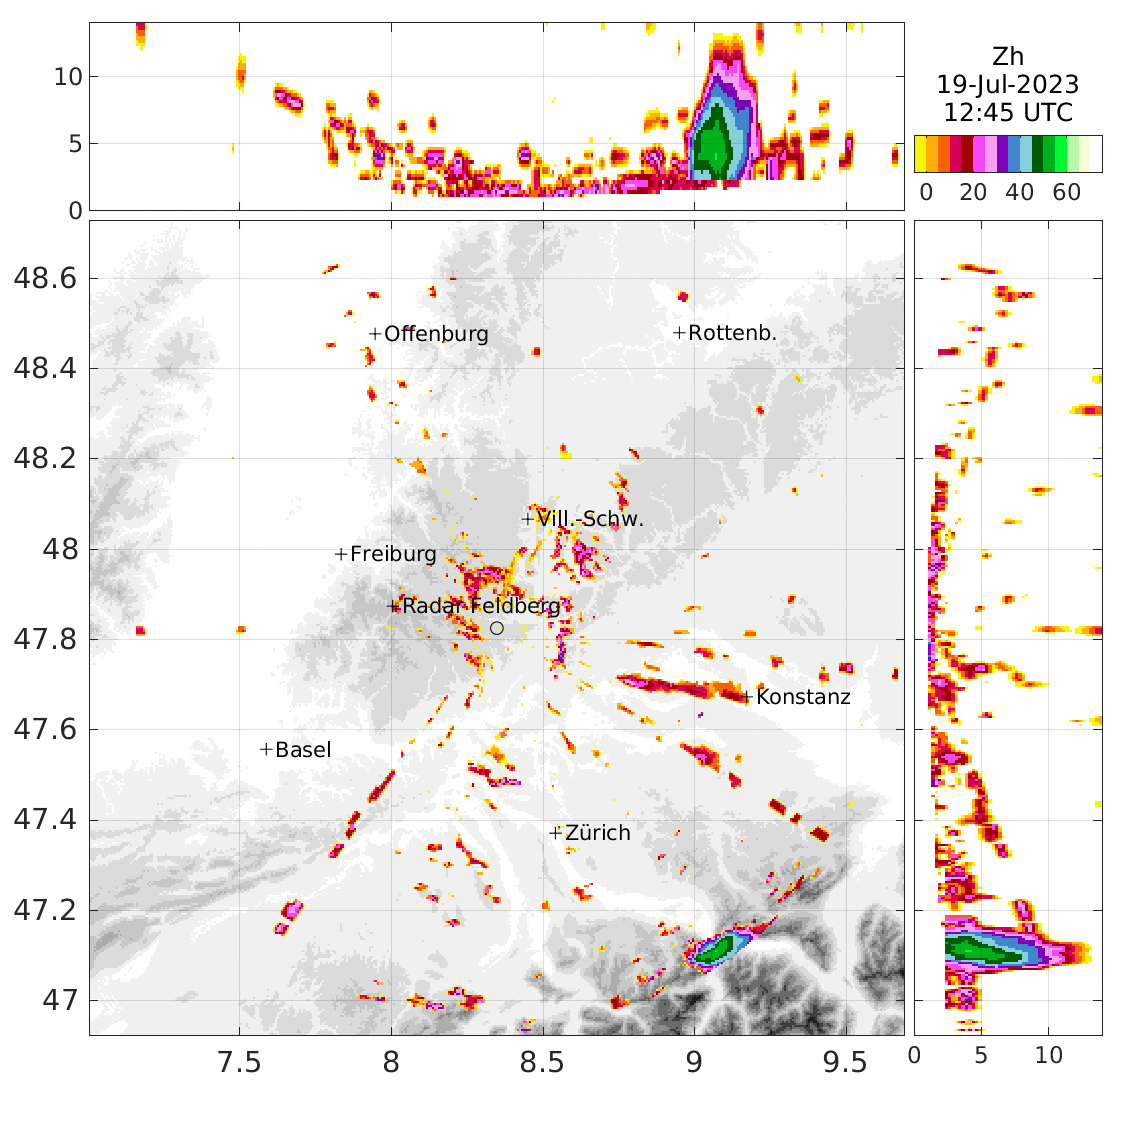 10
5
0
Zh
19-Jul-2023
12:45 UTC
0 20 40 60
48.6
48.4
48.2
48
47.8
47.6
47.4
47.2
47
+Offenburg
+Rottenb.
+Vill.-Schw.
+Freiburg
+Radar Feldberg
+Konstanz
+Basel
+Zürich
7.5 8 8.5 9 9.5
0 5 10